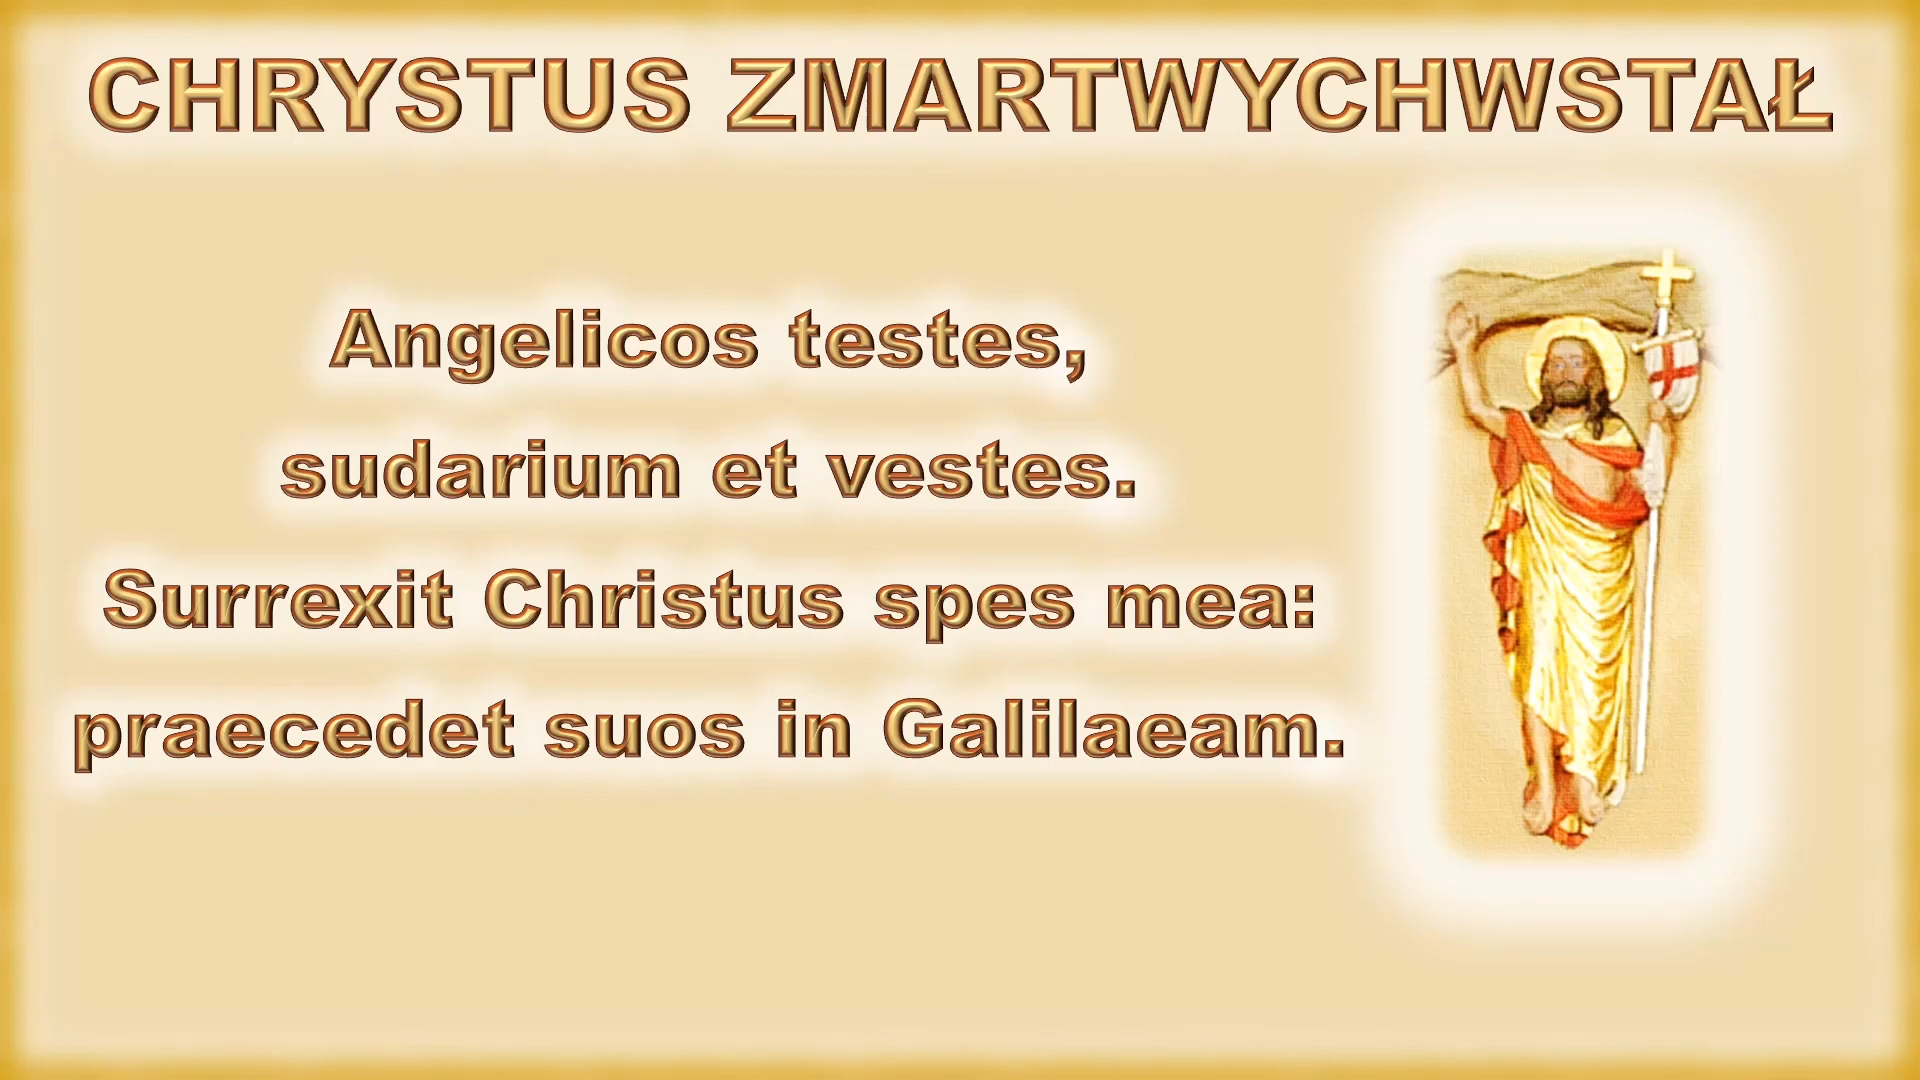 CHRYSTUS ZMARTWYCHWSTAŁ
Angelicos testes,
sudarium et vestes.
Surrexit Christus spes mea:
praecedet suos in Galilaeam.